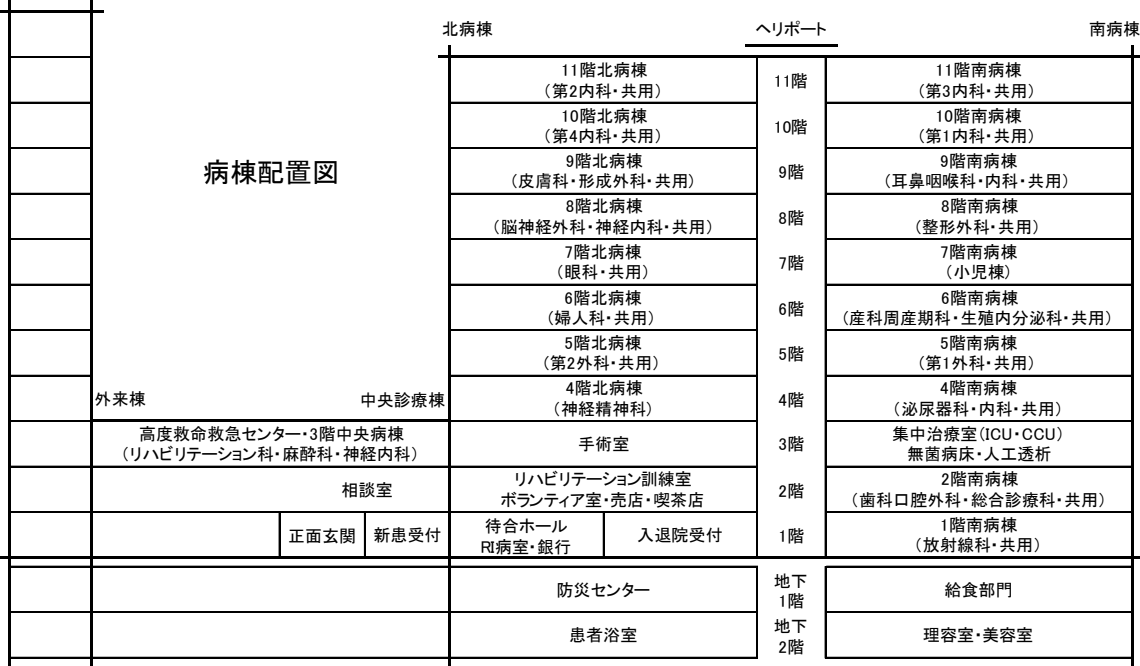 北病棟
ヘリポート
南病棟
11階北病棟
(第2内科・共用)
11階
11階南病棟
(第3内科・共用)
10階北病棟
(第4内科・共用)
10階
10階南病棟
(第1内科・共用)
病棟配置図
9階北病棟
(皮膚科・形成外科・共用)
9階
9階南病棟
(耳鼻咽喉科・内科・共用)
8階北病棟
(脳神経外科・神経内科・共用)
8階
8階南病棟
(整形外科・共用)
7階北病棟
(眼科・共用)
7階
7階南病棟
(小児棟)
6階北病棟
(婦人科・共用)
6階
6階南病棟
(産科周産期科・生殖内分泌科・共用)
5階北病棟
(第2外科・共用)
5階
5階南病棟
(第1外科・共用)
外来棟
中央診療棟
4階北病棟
(神経精神科)
4階
4階南病棟
(泌尿器科・内科・共用)
高度救命救急センター・3階中央病棟
(リハビリテーション科・麻酔科・神経内科)
手術室
3階
集中治療室(ICU・CCU)
無菌病床・人工透析
相談室
リハビリテーション訓練室
ボランティア室・売店・喫茶店
2階
2階南病棟
(歯科口腔外科・総合診療科・共用)
正面玄関
新患受付
待合ホール
RI病室・銀行
入退院受付
1階
1階南病棟
(放射線科・共用)
防災センター
地下
1階
給食部門
患者浴室
地下
2階
理容室・美容室